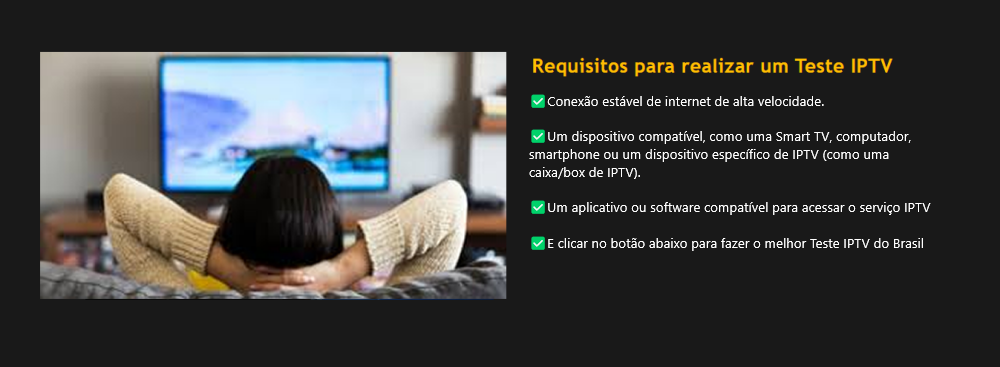 Requisitos para realizar um Teste IPTV
✅Conexão estável de internet de alta velocidade.
✅Um dispositivo compatível, como uma Smart TV, computador,
smartphone ou um dispositivo específico de IPTV (como uma
caixa/box de IPTV).
✅Um aplicativo ou software compatível para acessar o serviço IPTV
✅E clicar no botão abaixo para fazer o melhor Teste IPTV do Brasil